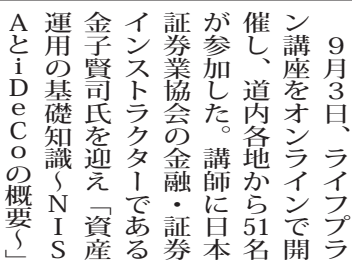 ９月３日、ライフプラ
ン講座をオンラインで開
催し、道内各地から51名
が参加した。講師に日本
証券業協会の金融・証券
インストラクターである
金子賢司氏を迎え「資産
運用の基礎知識～ＮＩＳ
ＡとｉＤｅＣｏの概要～」